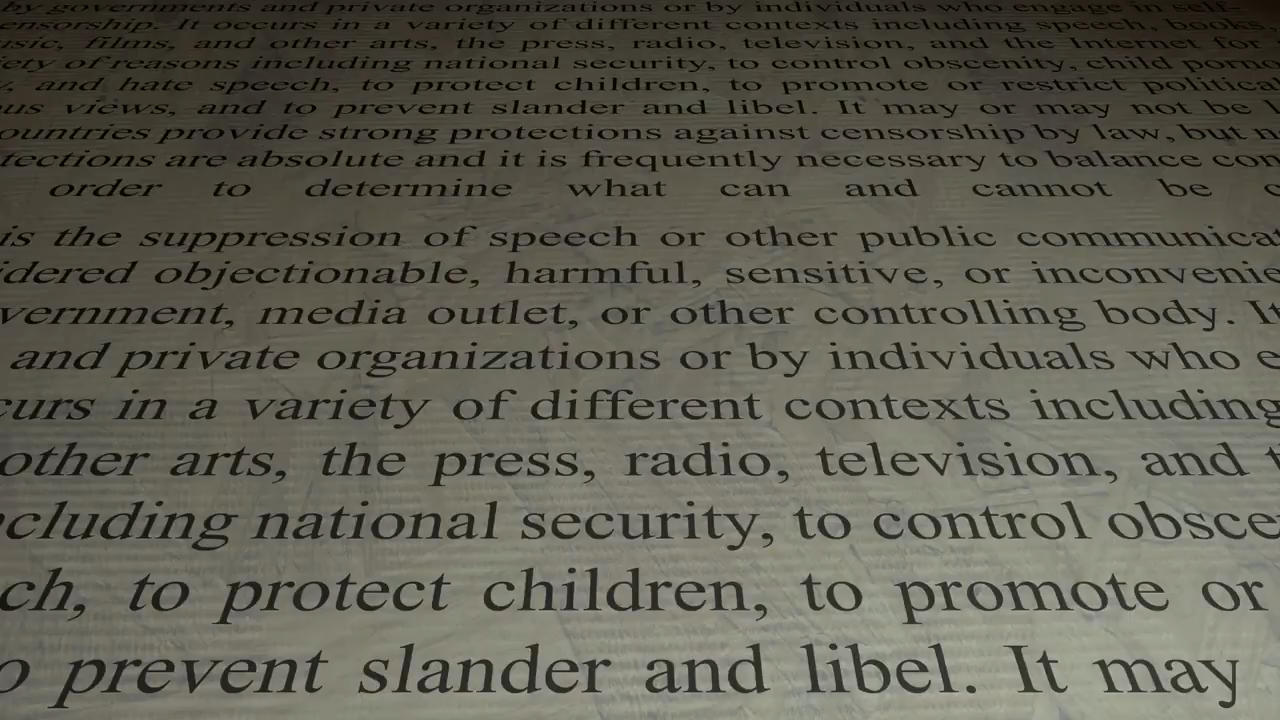 by governments and private organizations or by individuals who engage in self-
ensorship. It occurs in a variety of different contexts including speech, books,
usic, films, and other arts, the press, radio, television, and the Internet for
iety of reasons including national security, to control obscenity, child porno
y, and hate speech, to protect children, to promote or restrict political
ous views, and to prevent slander and libel. It may or may not be l
ountries provide strong protections against censorship by law, but n
tections are absolute and it is frequently necessary to balance con
order to determine what can and cannot be c
is the suppression of speech or other public communicat
idered objectionable, harmful, sensitive, or inconvenie
vernment, media outlet, or other controlling body. It
and private organizations or by individuals who e
curs in a variety of different contexts including
other arts, the press, radio, television, and t
ncluding national security, to control obsce
ch, to protect children, to promote or
o prevent slander and libel. It may